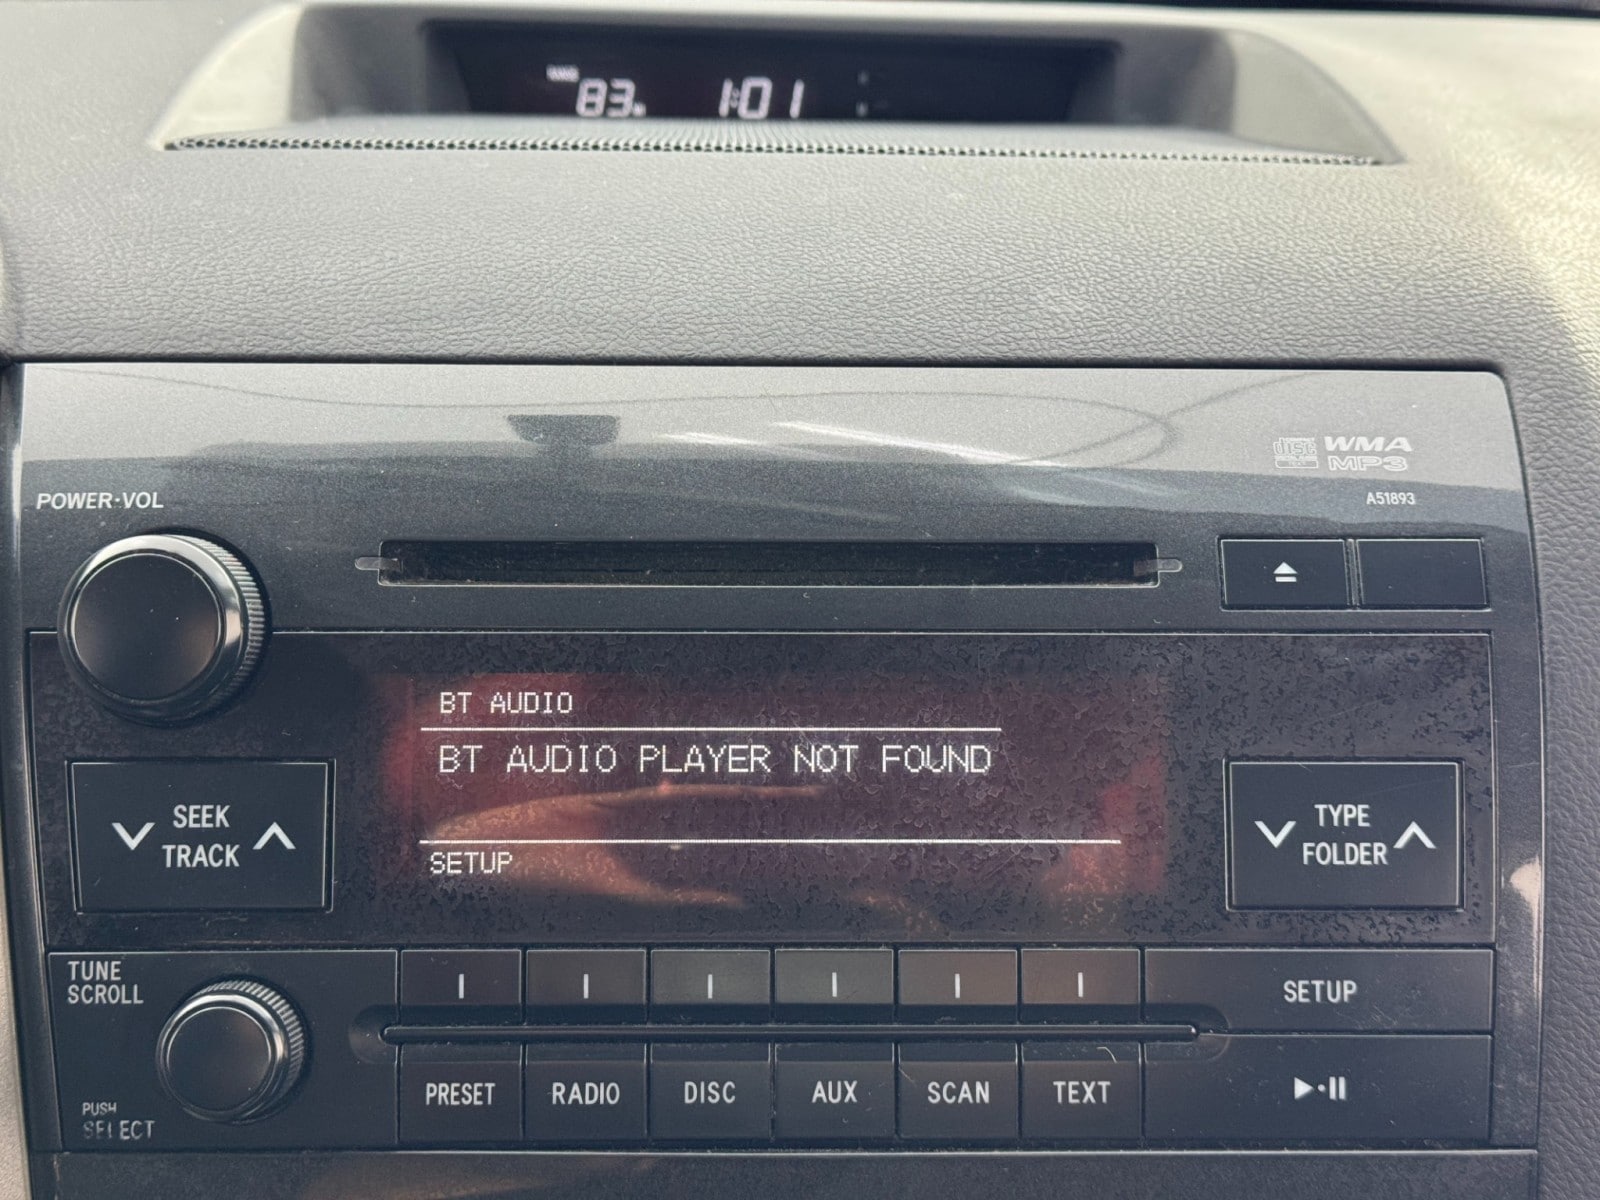 83
1:01
disc WMA
MP3
A51893
POWER·VOL
BT AUDIO
BT AUDIO PLAYER NOT FOUND
SETUP
SEEK
TRACK
TYPE
FOLDER
TUNE
SCROLL
PUSH
SELECT
SETUP
PRESET
RADIO
DISC
AUX
SCAN
TEXT